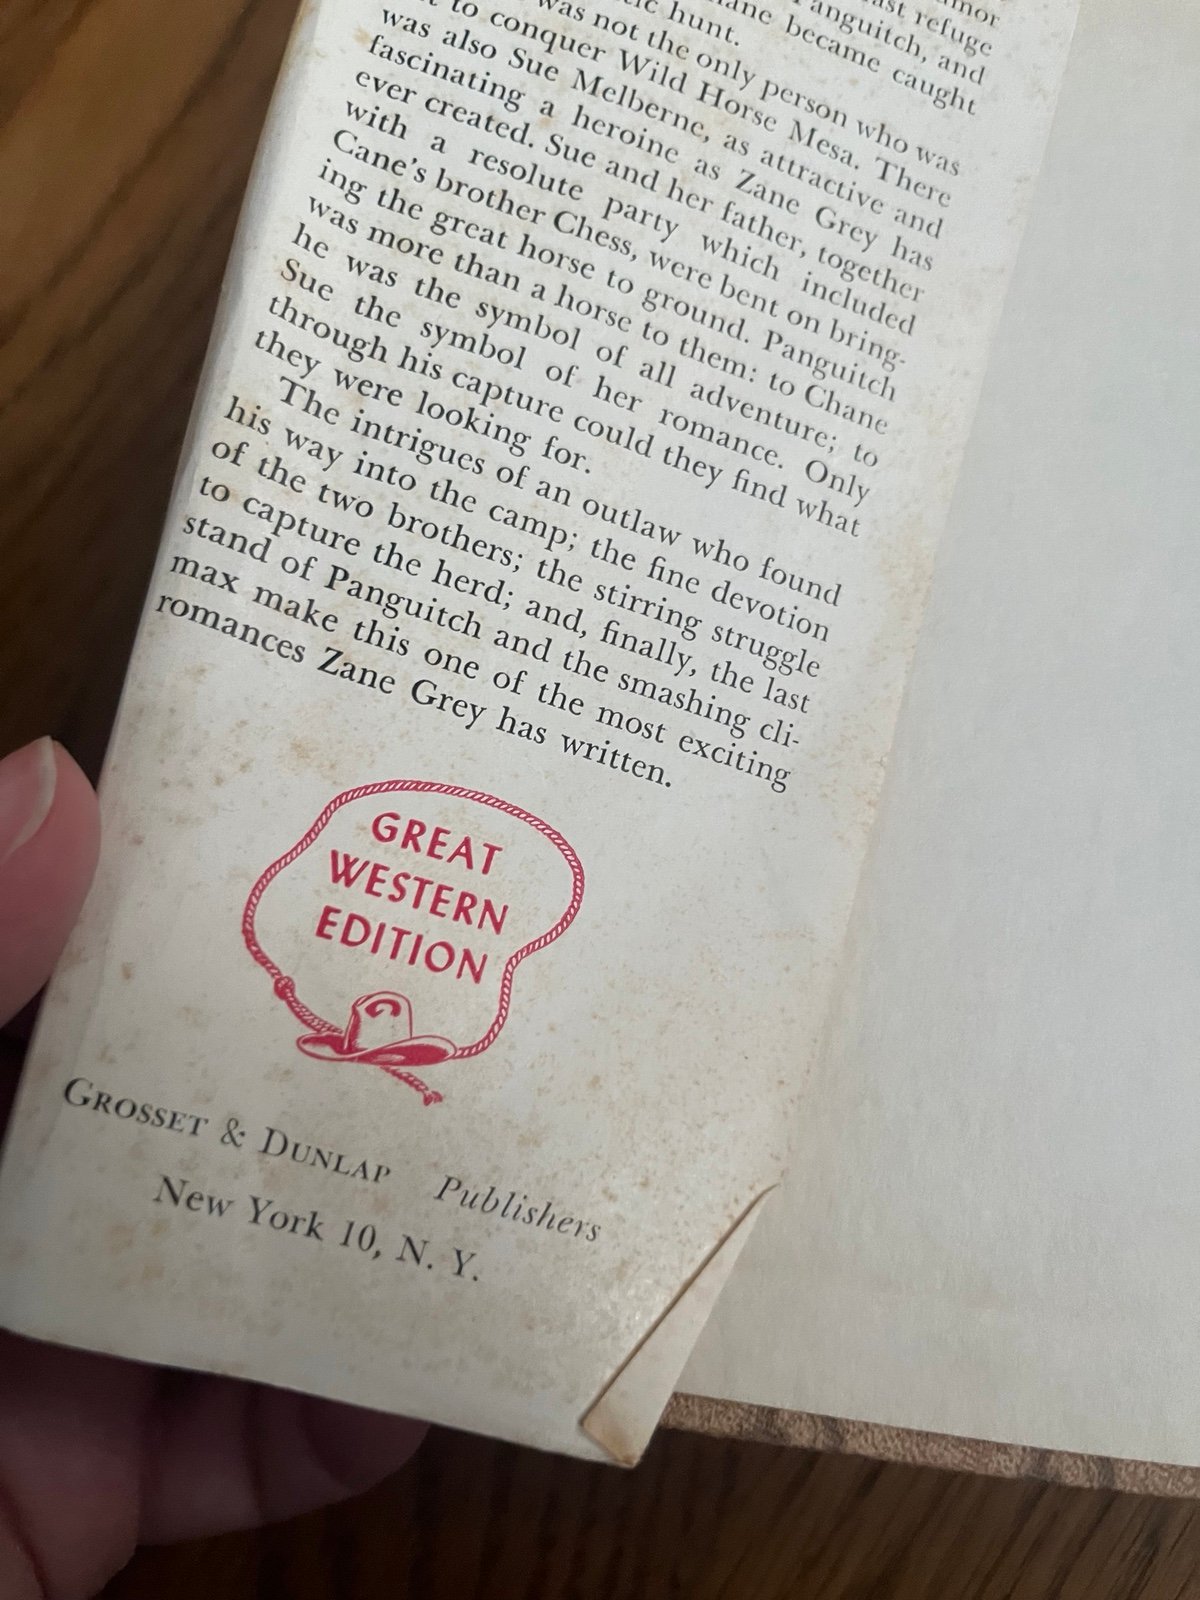 refuge
Panguitch, and
became caught
hunt.
was not the only person who was
to conquer Wild Horse Mesa. There
was also Sue Melberne, as attractive and
fascinating a heroine as Zane Grey has
ever created. Sue and her father, together
with a resolute party which included
Cane's brother Chess, were bent on bring-
ing the great horse to ground. Panguitch
was more than a horse to them: to Chane
he was the symbol of all adventure; to
Sue the symbol of her romance. Only
through his capture could they find what
they were looking for.
The intrigues of an outlaw who found
his way into the camp; the fine devotion
of the two brothers; the stirring struggle
to capture the herd; and, finally, the last
stand of Panguitch and the smashing cli-
max make this one of the most exciting
romances Zane Grey has written.
GREAT
WESTERN
EDITION
GROSSET & DUNLAP Publishers
New York 10, N. Y.